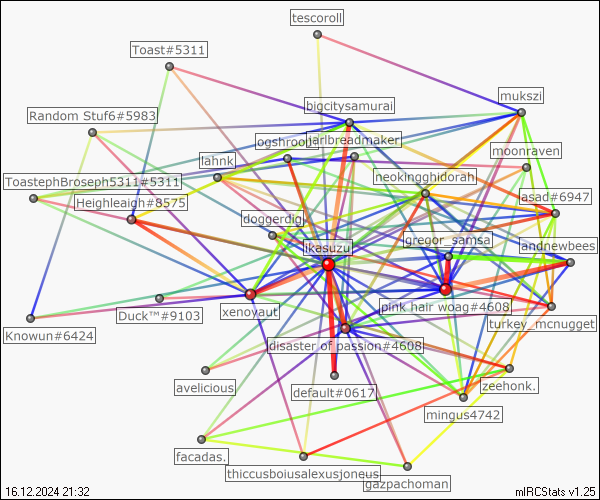 tescoroll
Toast#5311
mukszi
bigcitysamurai
Random Stuf6#5983
jarlbreadmaker
moonraven
lahnk
neokingghidorah
ToastephBroseph5311#5311
asad#6947
Heighleaigh#8575
doggerdig
gregor_samsa
landnewbees
ikasuzu
xenoyaut
pink hair woag#4608
Duck™#9103
turkey_mcnugget
Knowun#6424
disaster of passion#4608
avelicious
default#0617
zeehonk.
mingus4742
facadas.
thiccusboiusalexusjoneus
gazpachoman
16.12.2024 21:32
mIRCStats v1.25